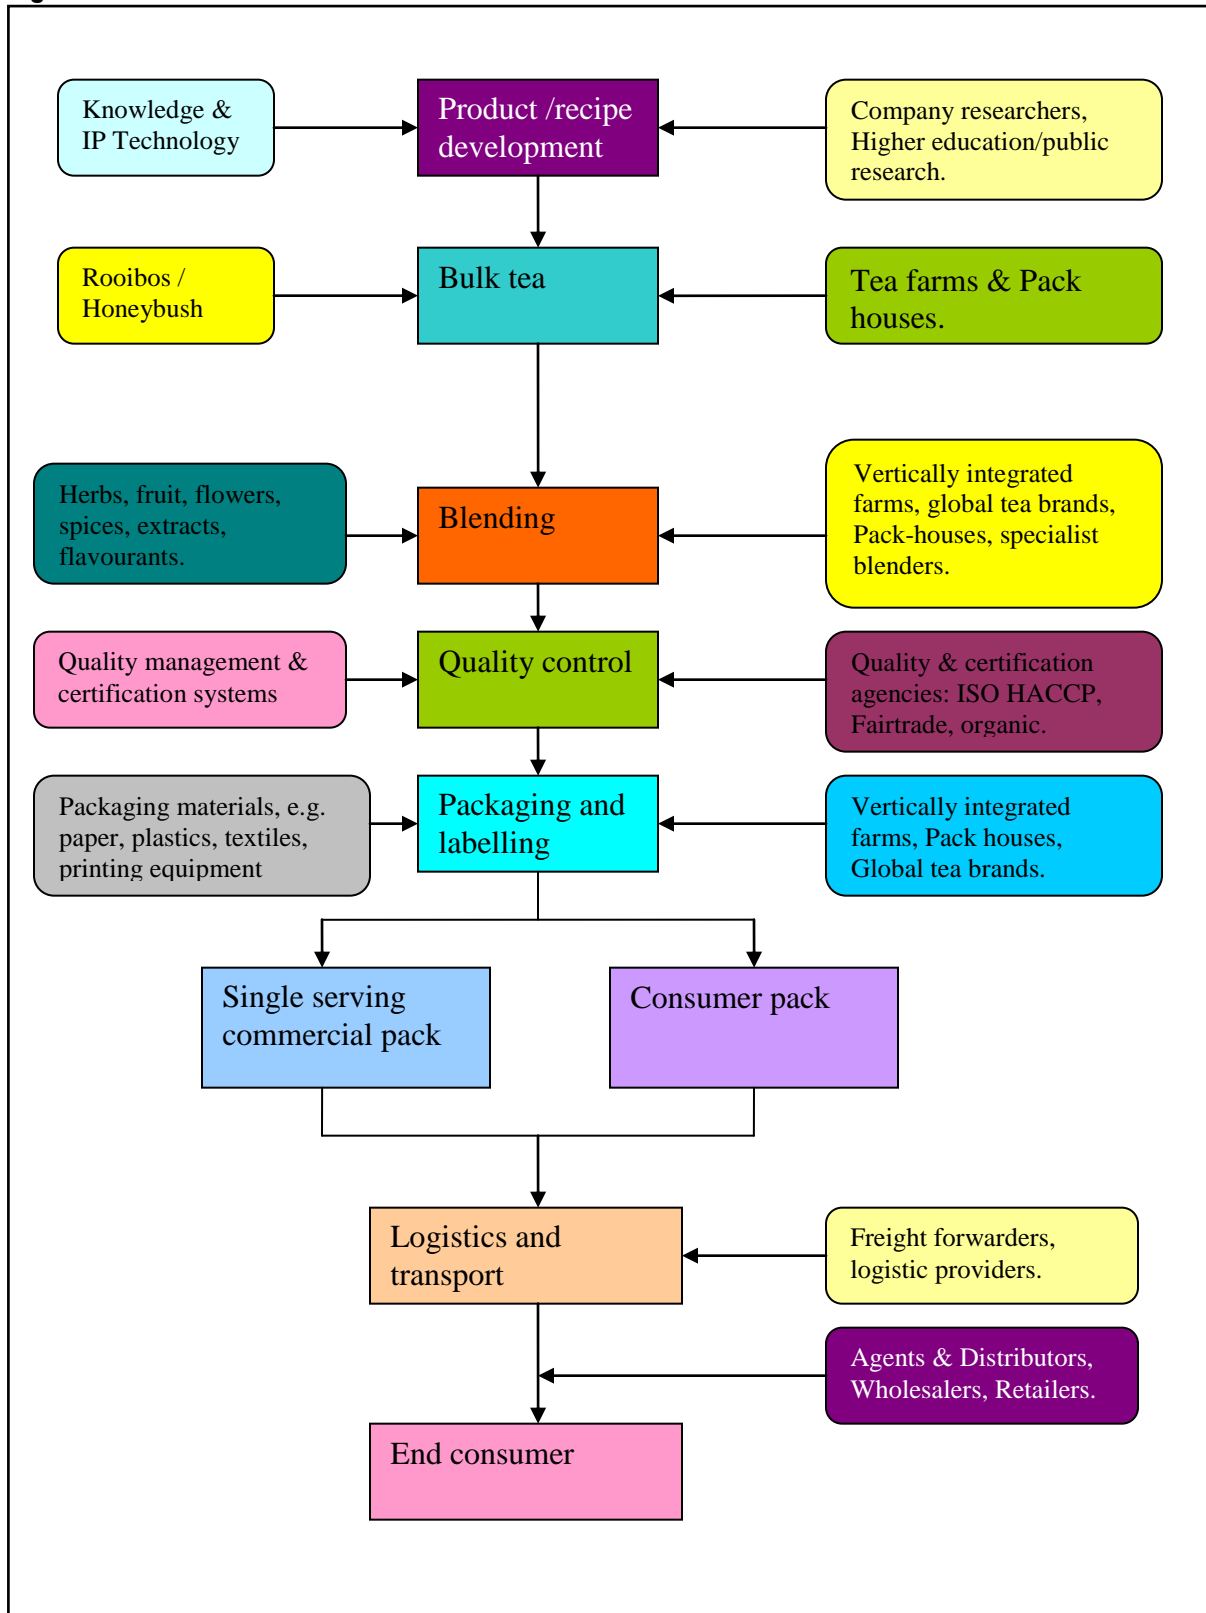 Knowledge &
IP Technology
Product /recipe
development
Company researchers,
Higher education/public
research.
Rooibos /
Honeybush
Bulk tea
Tea farms & Pack
houses.
Herbs, fruit, flowers,
spices, extracts,
flavourants.
Blending
Vertically integrated
farms, global tea brands,
Pack-houses, specialist
blenders.
Quality management &
certification systems
Quality control
Quality & certification
agencies: ISO HACCP,
Fairtrade, organic.
Packaging materials, e.g.
paper, plastics, textiles,
printing equipment
Packaging and
labelling
Vertically integrated
farms, Pack houses,
Global tea brands.
Single serving
commercial pack
Consumer pack
Logistics and
transport
Freight forwarders,
logistic providers.
Agents & Distributors,
Wholesalers, Retailers.
End consumer